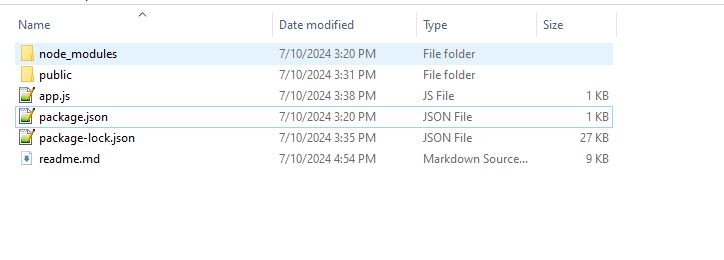 Name Date modified Type Size
node_modules 7/10/2024 3:20 PM File folder
public 7/10/2024 3:31 PM File folder
app.js 7/10/2024 3:38 PM JS File 1 KB
package.json 7/10/2024 3:20 PM JSON File 1 KB
package-lock.json 7/10/2024 3:35 PM JSON File 27 KB
readme.md 7/10/2024 4:54 PM Markdown Source... 9 KB